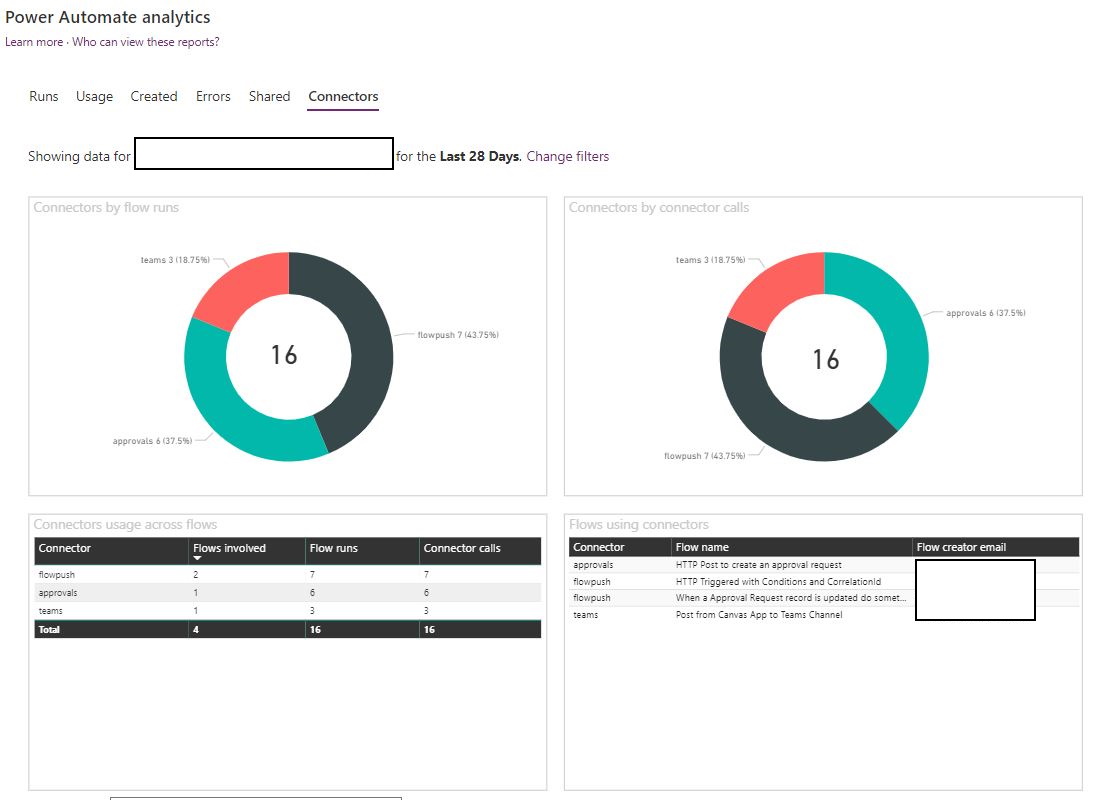 Power Automate analytics
Learn more · Who can view these reports?
Runs Usage Created Errors Shared Connectors
Showing data for for the Last 28 Days. Change filters
Connectors by flow runs
teams 3 (18.75%)
flowpush 7 (43.75%)
16
approvals 6 (37.5%)
Connectors by connector calls
teams 3 (18.75%)
approvals 6 (37.5%)
16
flowpush 7 (43.75%)
Connectors usage across flows
Connector Flows involved Flow runs Connector calls
flowpush 2 7 7
approvals 1 6 6
teams 1 3 3
Total 4 16 16
Flows using connectors
Connector Flow name Flow creator email
approvals HTTP Post to create an approval request
flowpush HTTP Triggered with Conditions and CorrelationId
flowpush When a Approval Request record is updated do somet...
teams Post from Canvas App to Teams Channel